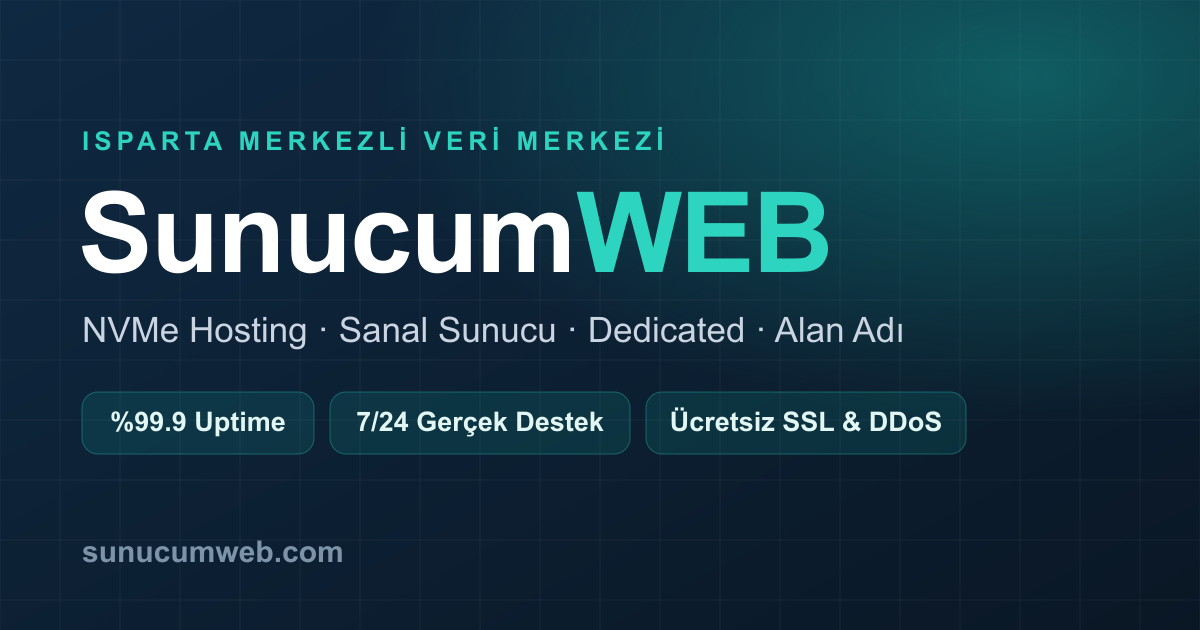 ISPARTA MERKEZLİ VERİ MERKEZİ
SunucumWEB
NVMe Hosting · Sanal Sunucu · Dedicated · Alan Adı
%99.9 Uptime
7/24 Gerçek Destek
Ücretsiz SSL & DDoS
sunucumweb.com